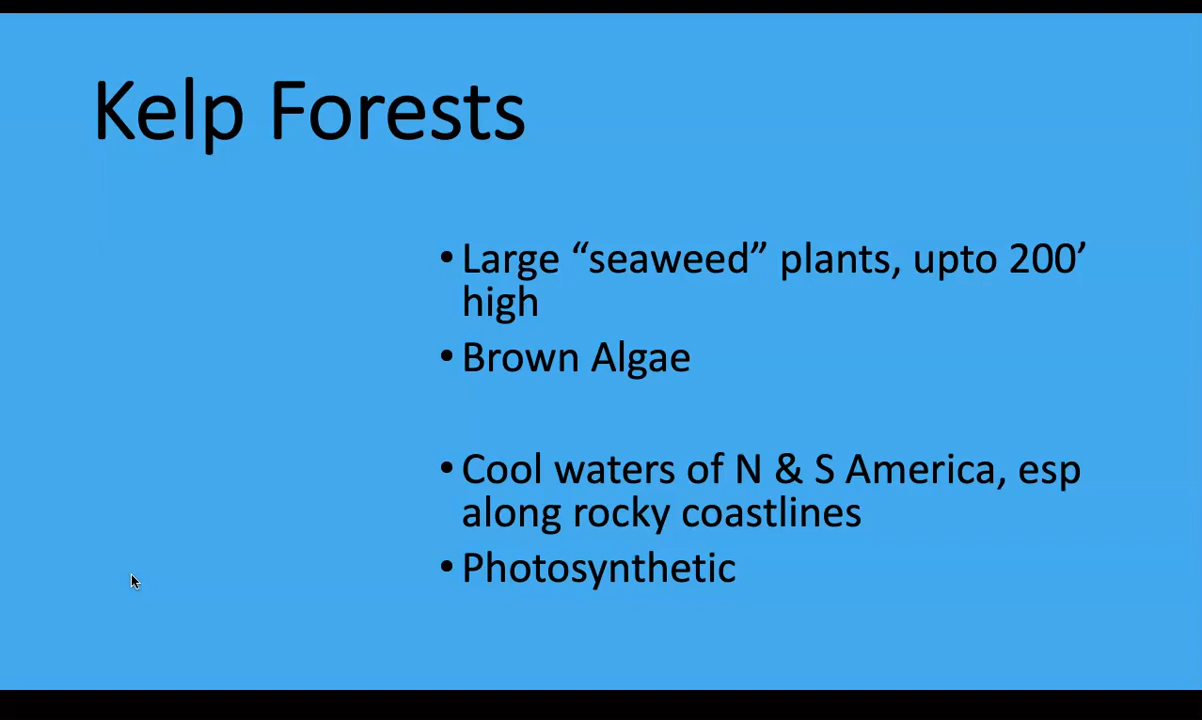 Kelp Forests
• Large “seaweed” plants, upto 200’
high
• Brown Algae
• Cool waters of N & S America, esp
along rocky coastlines
• Photosynthetic